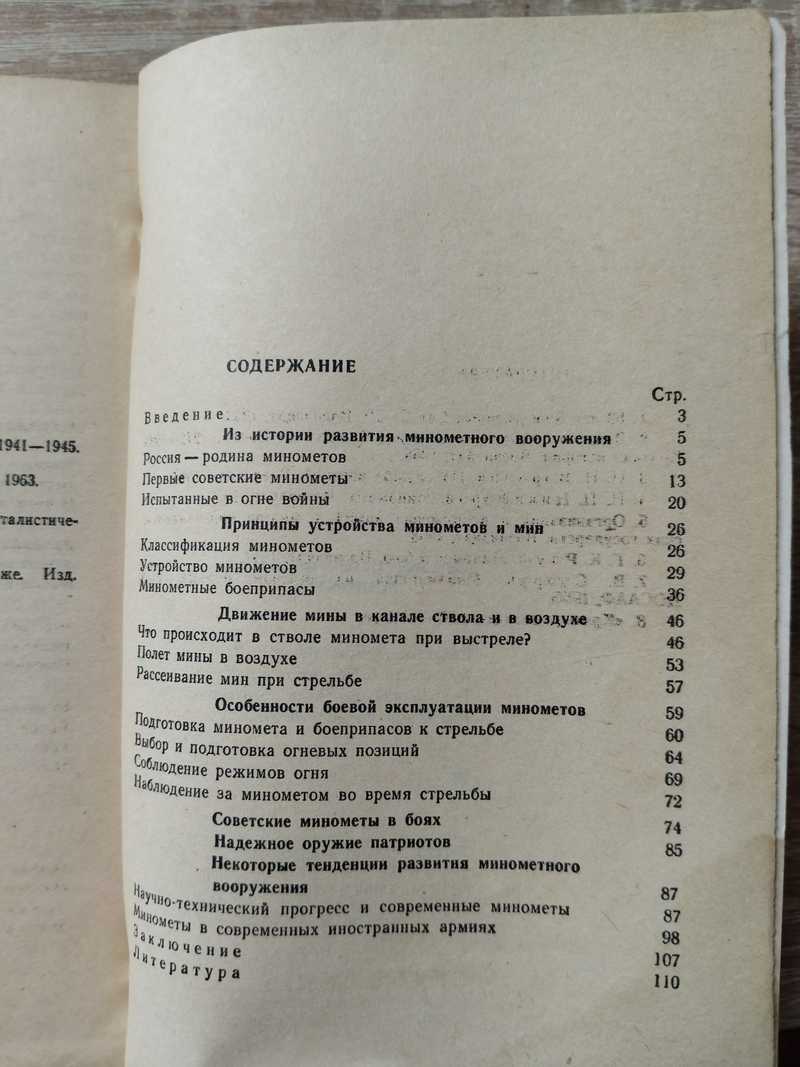 1941—1945.
1963.
талистиче-
же. Изд.
СОДЕРЖАНИЕ
Стр.
Введение. 3
Из истории развития минометного вооружения 5
Россия — родина минометов 5
Первые советские минометы 13
Испытанные в огне войны 20
Принципы устройства минометов и мин 26
Классификация минометов 26
Устройство минометов 29
Минометные боеприпасы 36
Движение мины в канале ствола и в воздухе 46
Что происходит в стволе миномета при выстреле? 46
Полет мины в воздухе 53
Рассеивание мин при стрельбе 57
Особенности боевой эксплуатации минометов 59
Подготовка миномета и боеприпасов к стрельбе 60
Выбор и подготовка огневых позиций 64
Соблюдение режимов огня 69
Наблюдение за минометом во время стрельбы 72
Советские минометы в боях 74
Надежное оружие патриотов 85
Некоторые тенденции развития минометного
вооружения 87
Научно-технический прогресс и современные минометы 87
Минометы в современных иностранных армиях 98
Заключение 107
Литература 110